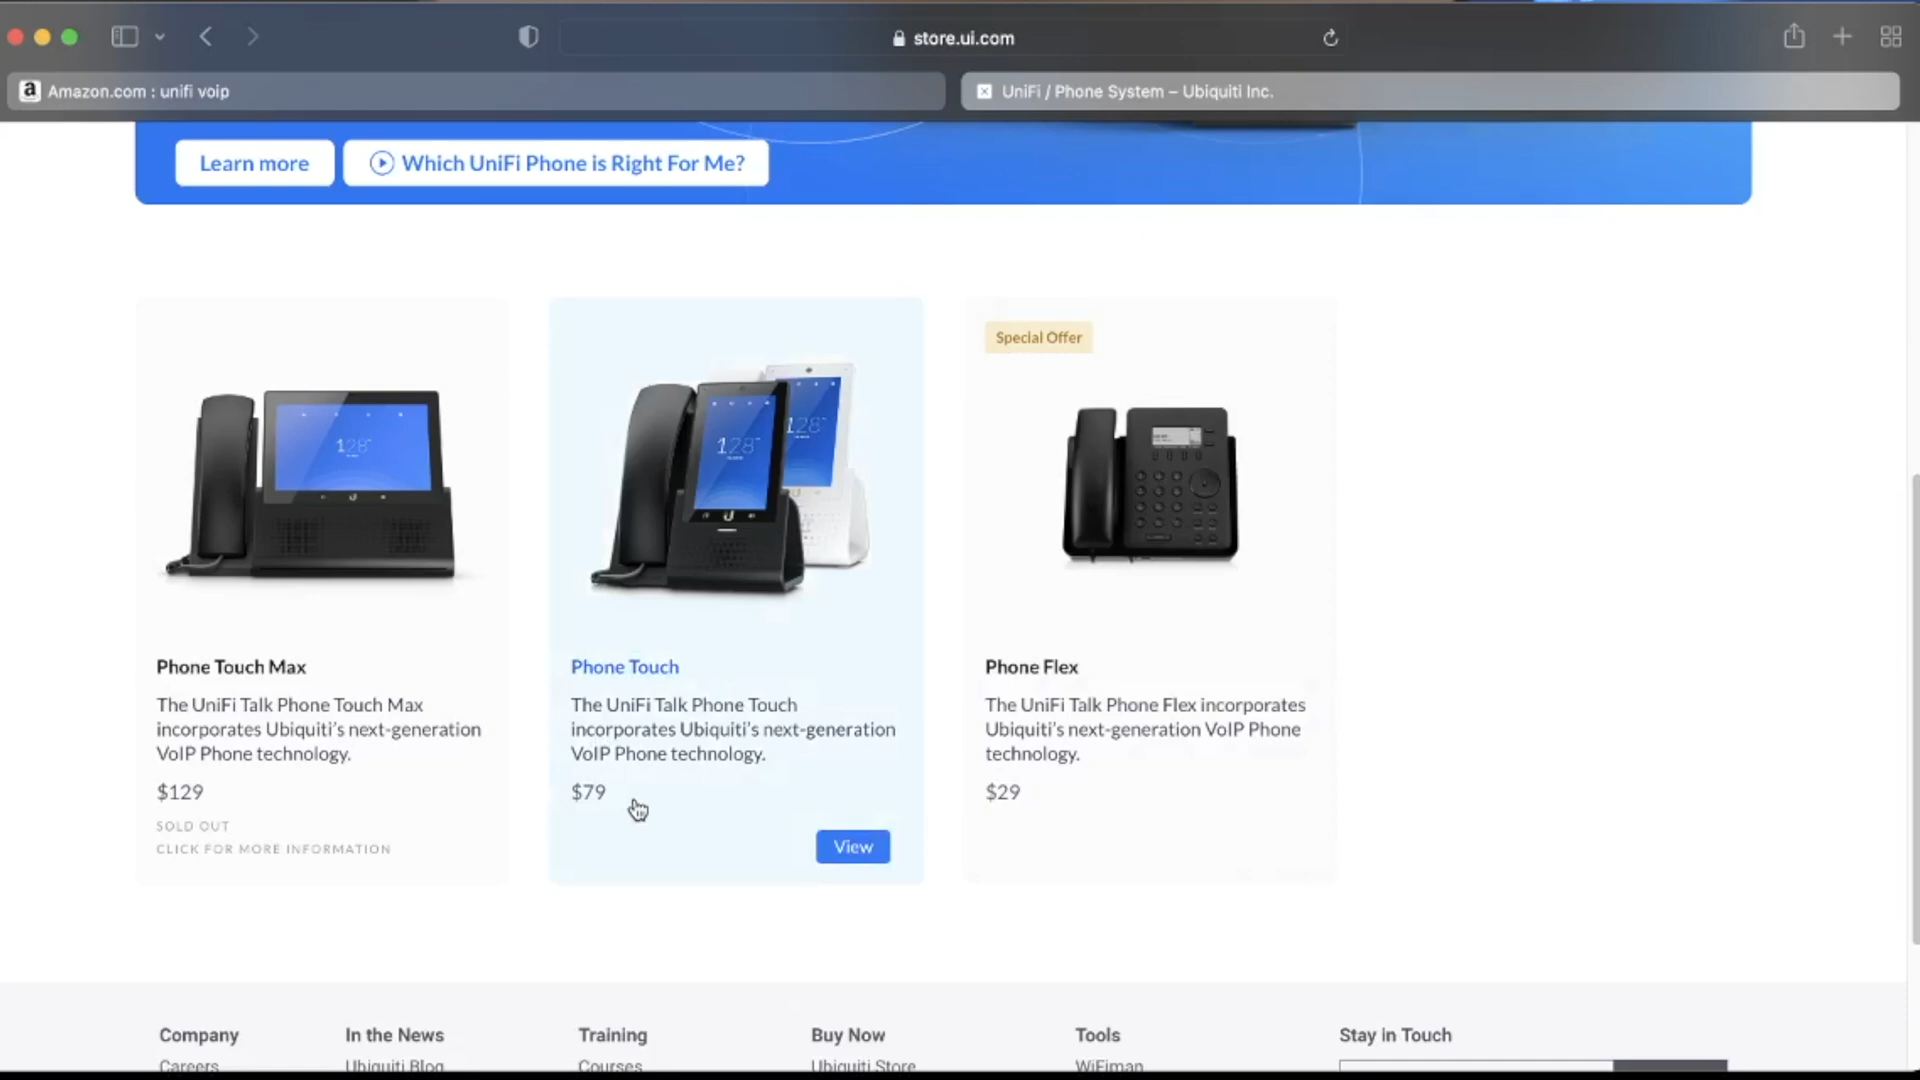 store.ui.com
Amazon.com : unifi voip
UniFi / Phone System – Ubiquiti Inc.
Learn more
Which UniFi Phone is Right For Me?
Special Offer
128
128
128
Phone Touch Max
The UniFi Talk Phone Touch Max
incorporates Ubiquiti's next-generation
VoIP Phone technology.
$129
SOLD OUT
CLICK FOR MORE INFORMATION
Phone Touch
The UniFi Talk Phone Touch
incorporates Ubiquiti's next-generation
VoIP Phone technology.
$79
View
Phone Flex
The UniFi Talk Phone Flex incorporates
Ubiquiti's next-generation VoIP Phone
technology.
$29
Company
Careers
In the News
Ubiquiti Blog
Training
Courses
Buy Now
Ubiquiti Store
Tools
WiFiman
Stay in Touch